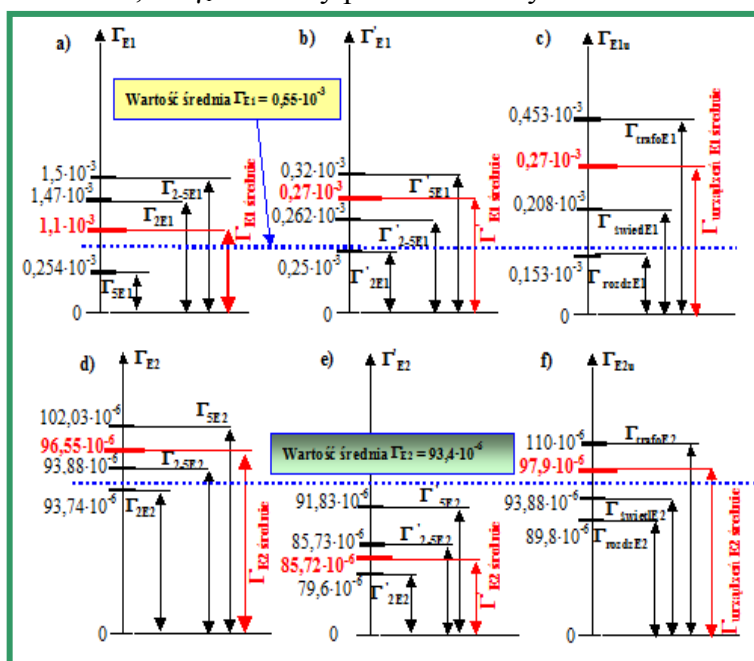 a)
Γ_E1
Wartość średnia Γ_E1 = 0,55·10⁻³
1,5·10⁻³
1,47·10⁻³
1,1·10⁻³
0,254·10⁻³
0
Γ_2-5E1
Γ_2E1
Γ_5E1
Γ_E1 średnie
b)
Γ'_E1
0,32·10⁻³
0,27·10⁻³
0,262·10⁻³
0,25·10⁻³
0
Γ'_5E1
Γ'_2-5E1
Γ'_2E1
Γ'_E1 średnie
c)
Γ_E1u
0,453·10⁻³
0,27·10⁻³
0,208·10⁻³
0,153·10⁻³
0
Γ_trafoE1
Γ_świedE1
Γ_rozdzE1
Γ_urządzeń E1 średnie
d)
Γ_E2
102,03·10⁻⁶
96,55·10⁻⁶
93,88·10⁻⁶
93,74·10⁻⁶
0
Γ_5E2
Γ_2-5E2
Γ_2E2
Γ_E2 średnie
e)
Γ'_E2
Wartość średnia Γ_E2 = 93,4·10⁻⁶
91,83·10⁻⁶
85,73·10⁻⁶
85,72·10⁻⁶
79,6·10⁻⁶
0
Γ'_5E2
Γ'_2-5E2
Γ'_2E2
Γ'_E2 średnie
f)
Γ_E2u
110·10⁻⁶
97,9·10⁻⁶
93,88·10⁻⁶
89,8·10⁻⁶
0
Γ_trafoE2
Γ_świedE2
Γ_rozdzE2
Γ_urządzeń E2 średnie